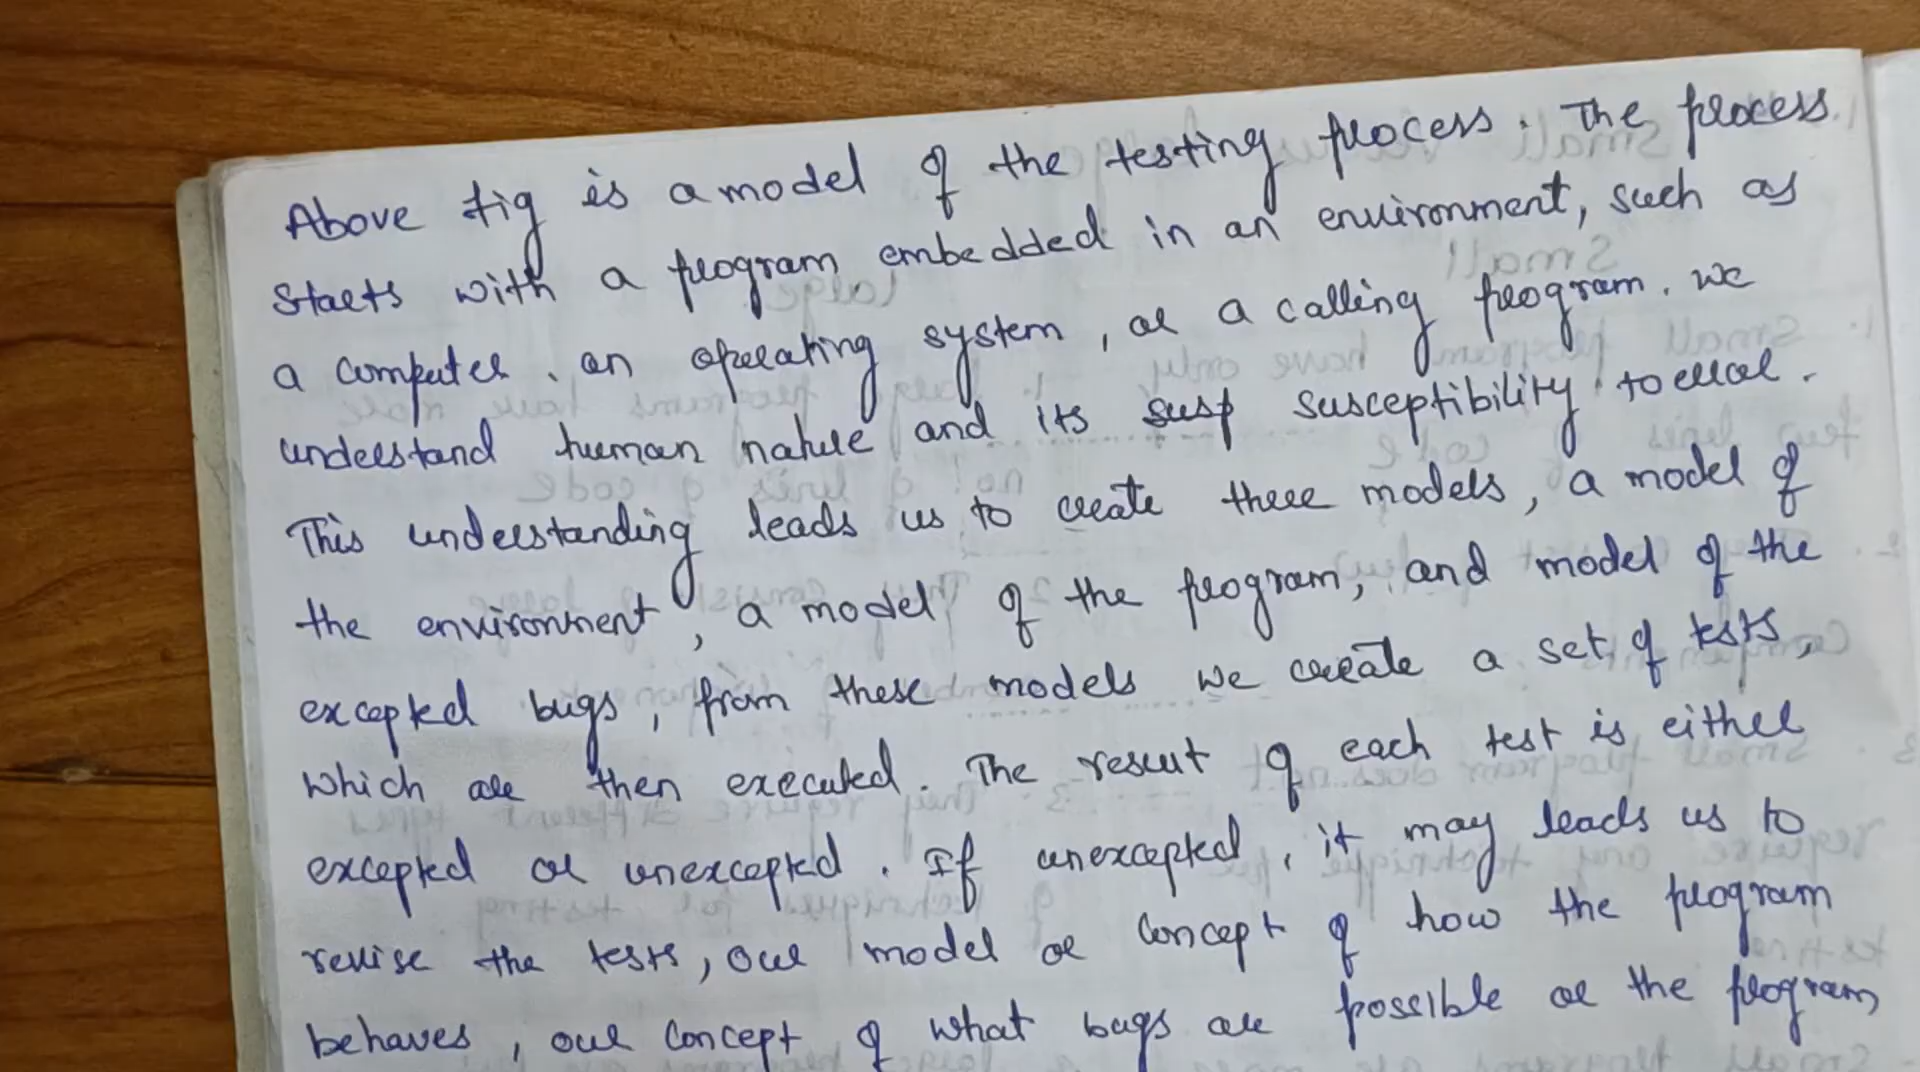 Above fig is a model of the testing process. The process
starts with a program embedded in an environment, such as
a computer, an operating system, or a calling program. We
understand human nature and its susp susceptibility to error.
This understanding leads us to create three models, a model of
the environment, a model of the program, and model of the
excepted bugs, from these models we create a set of tests,
which are then executed. The result of each test is either
excepted or unexcepted. If unexcepted, it may leads us to
revise the tests, our model or concept of how the program
behaves, our concept of what bugs are possible or the program,